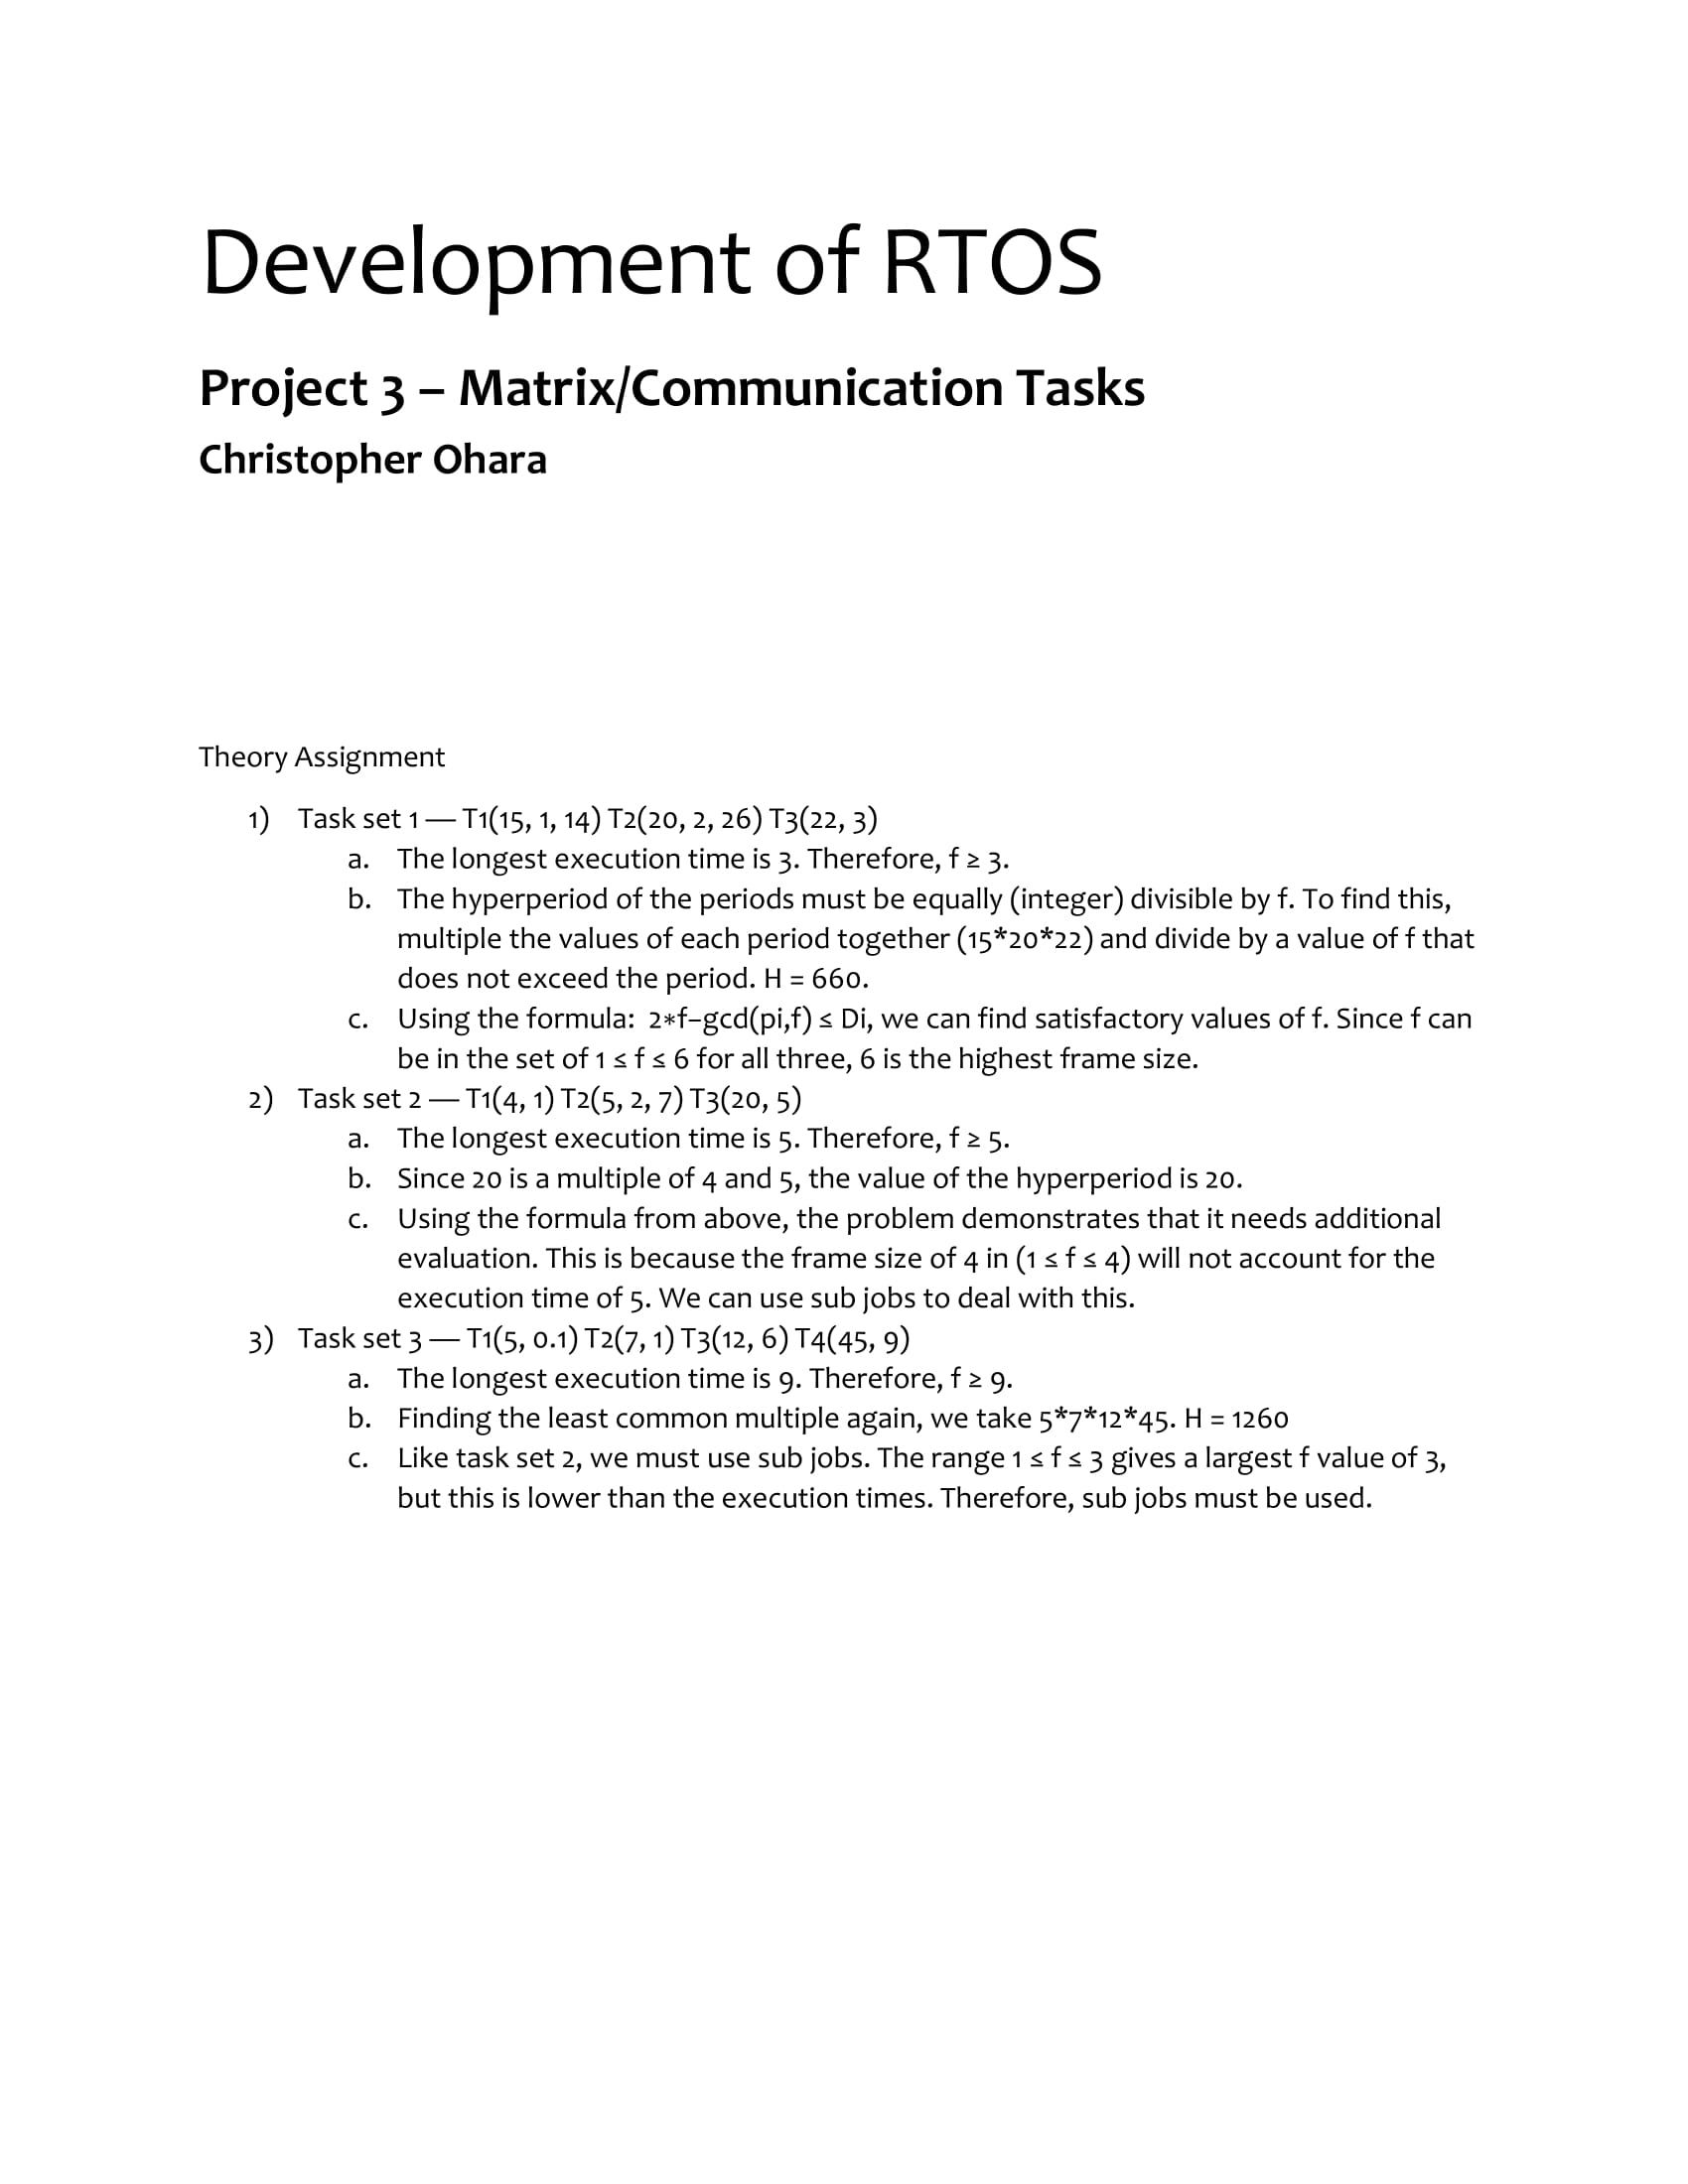 Development of RTOS
Project 3 – Matrix/Communication Tasks
Christopher Ohara
Theory Assignment
1) Task set 1 — T1(15, 1, 14) T2(20, 2, 26) T3(22, 3)
a. The longest execution time is 3. Therefore, f ≥ 3.
b. The hyperperiod of the periods must be equally (integer) divisible by f. To find this,
multiple the values of each period together (15*20*22) and divide by a value of f that
does not exceed the period. H = 660.
c. Using the formula:  2∗f–gcd(pi,f) ≤ Di, we can find satisfactory values of f. Since f can
be in the set of 1 ≤ f ≤ 6 for all three, 6 is the highest frame size.
2) Task set 2 — T1(4, 1) T2(5, 2, 7) T3(20, 5)
a. The longest execution time is 5. Therefore, f ≥ 5.
b. Since 20 is a multiple of 4 and 5, the value of the hyperperiod is 20.
c. Using the formula from above, the problem demonstrates that it needs additional
evaluation. This is because the frame size of 4 in (1 ≤ f ≤ 4) will not account for the
execution time of 5. We can use sub jobs to deal with this.
3) Task set 3 — T1(5, 0.1) T2(7, 1) T3(12, 6) T4(45, 9)
a. The longest execution time is 9. Therefore, f ≥ 9.
b. Finding the least common multiple again, we take 5*7*12*45. H = 1260
c. Like task set 2, we must use sub jobs. The range 1 ≤ f ≤ 3 gives a largest f value of 3,
but this is lower than the execution times. Therefore, sub jobs must be used.